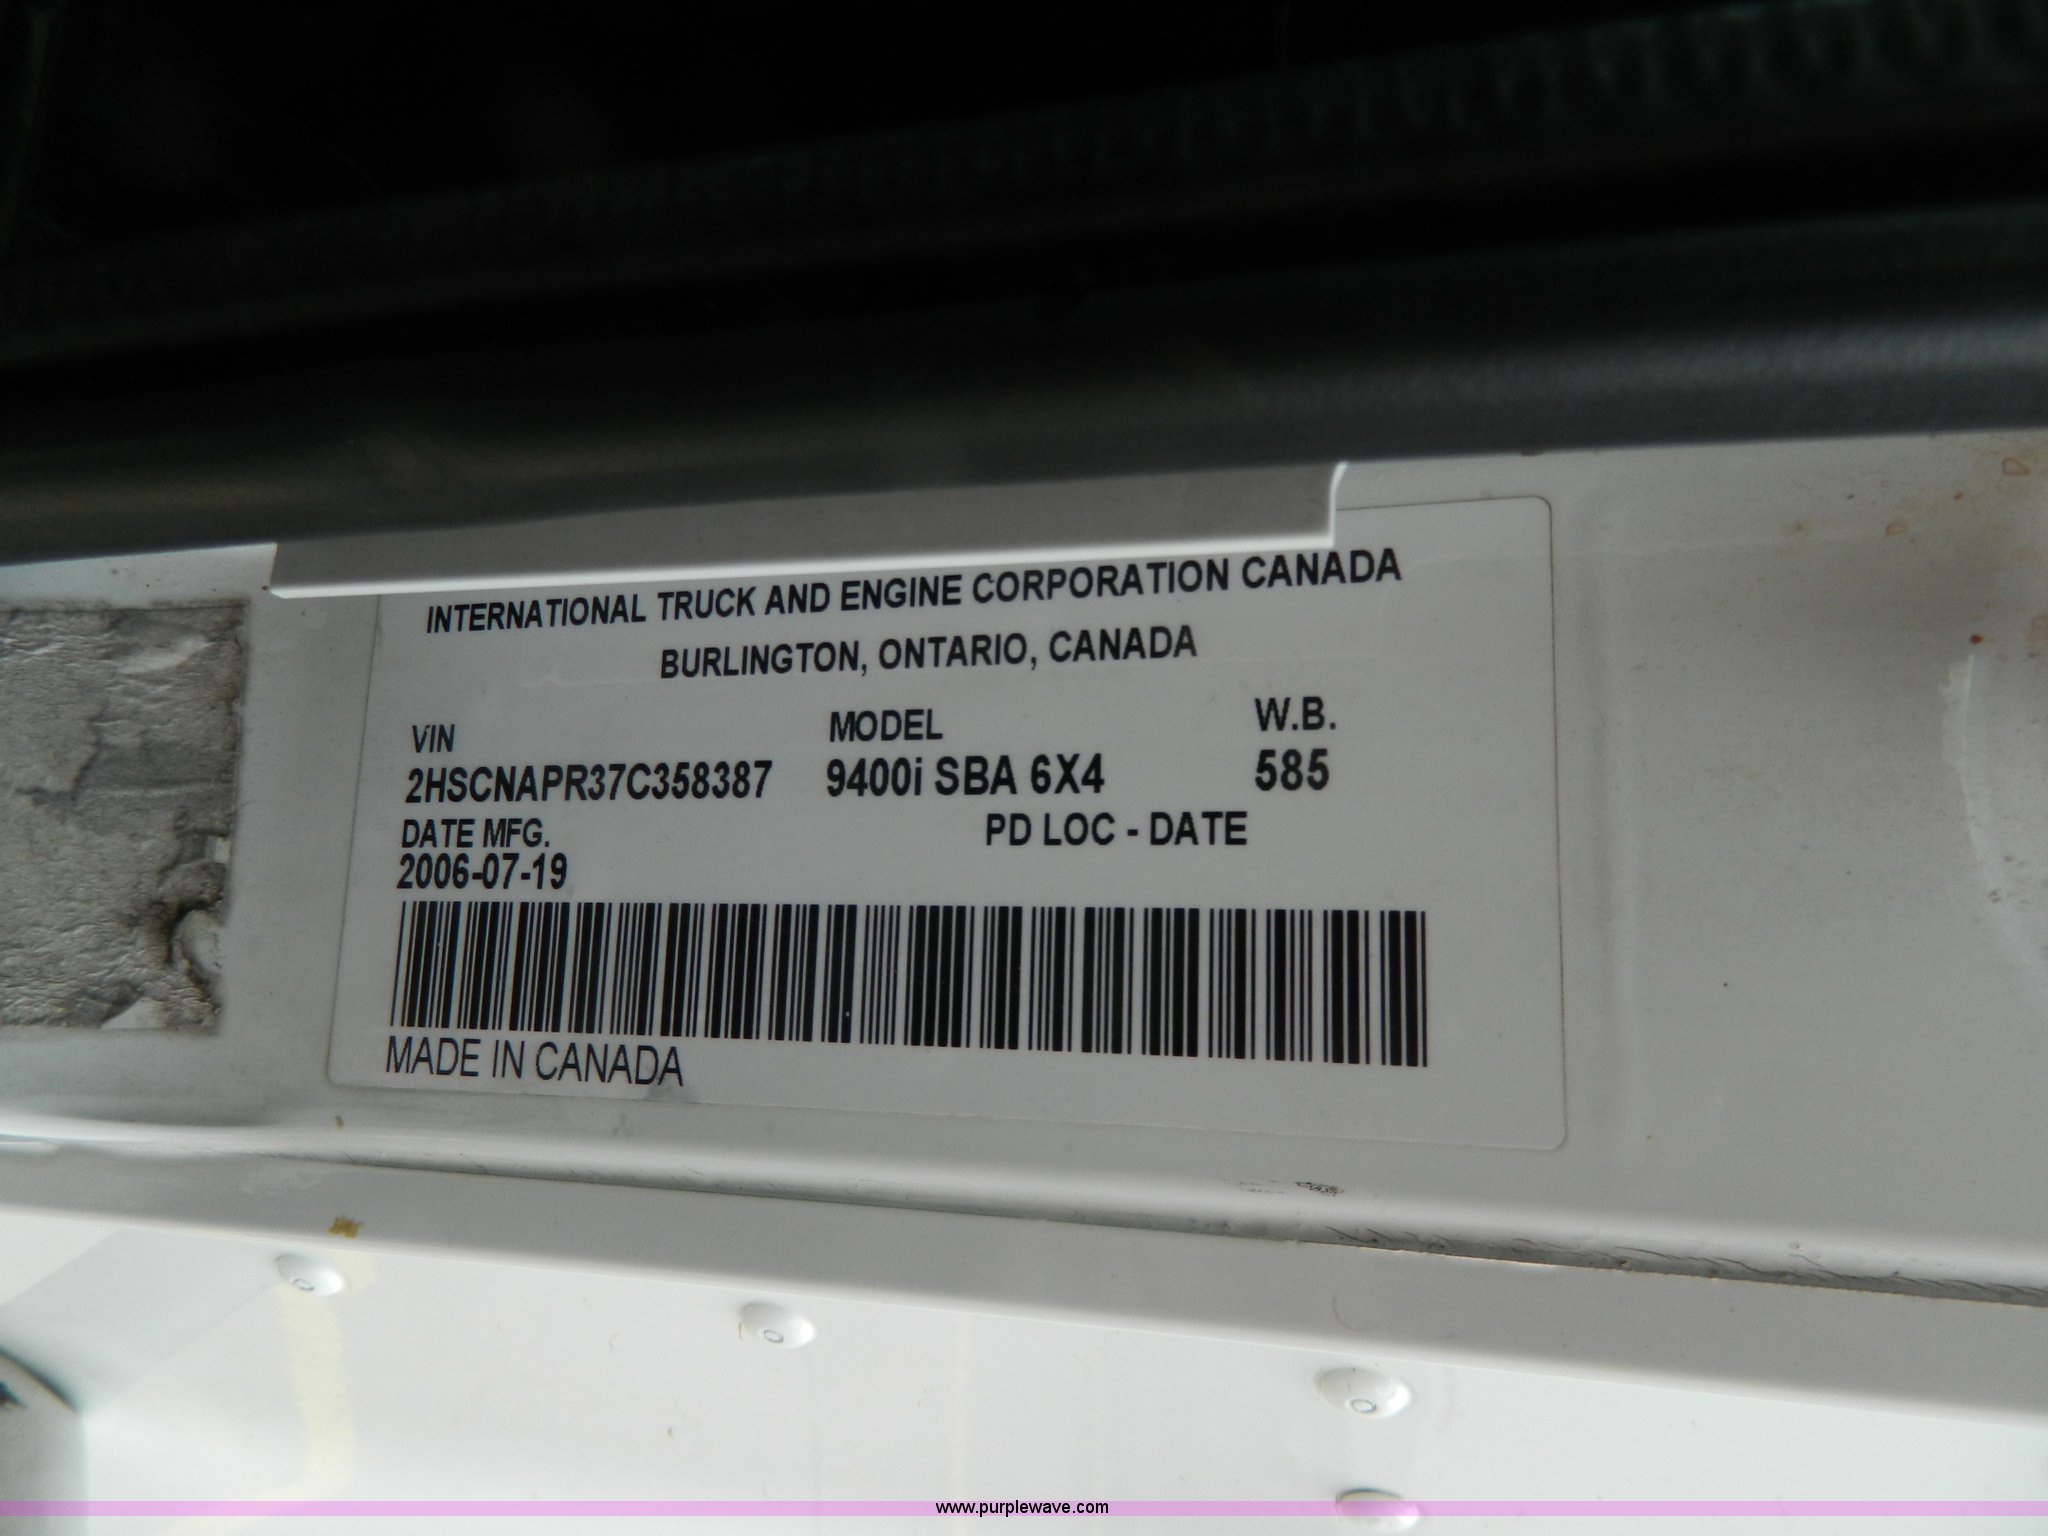 INTERNATIONAL TRUCK AND ENGINE CORPORATION CANADA
BURLINGTON, ONTARIO, CANADA
VIN MODEL W.B.
2HSCNAPR37C358387 9400i SBA 6X4 585
DATE MFG. PD LOC - DATE
2006-07-19
MADE IN CANADA
www.purplewave.com